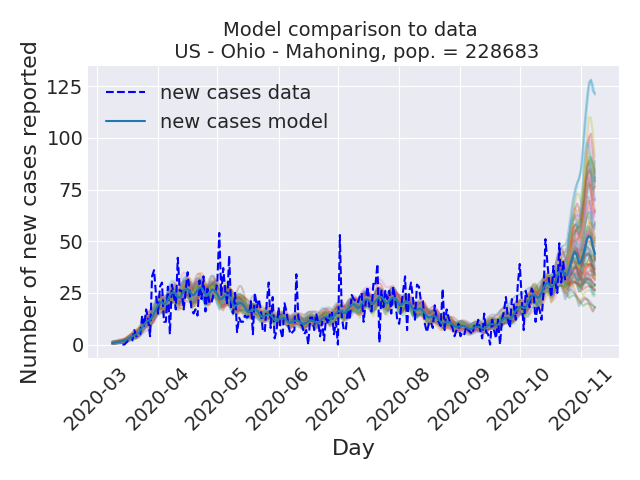 Model comparison to data
US - Ohio - Mahoning, pop. = 228683
Number of new cases reported
125
100
75
50
25
0
new cases data
new cases model
2020-03
2020-04
2020-05
2020-06
2020-07
2020-08
2020-09
2020-10
2020-11
Day